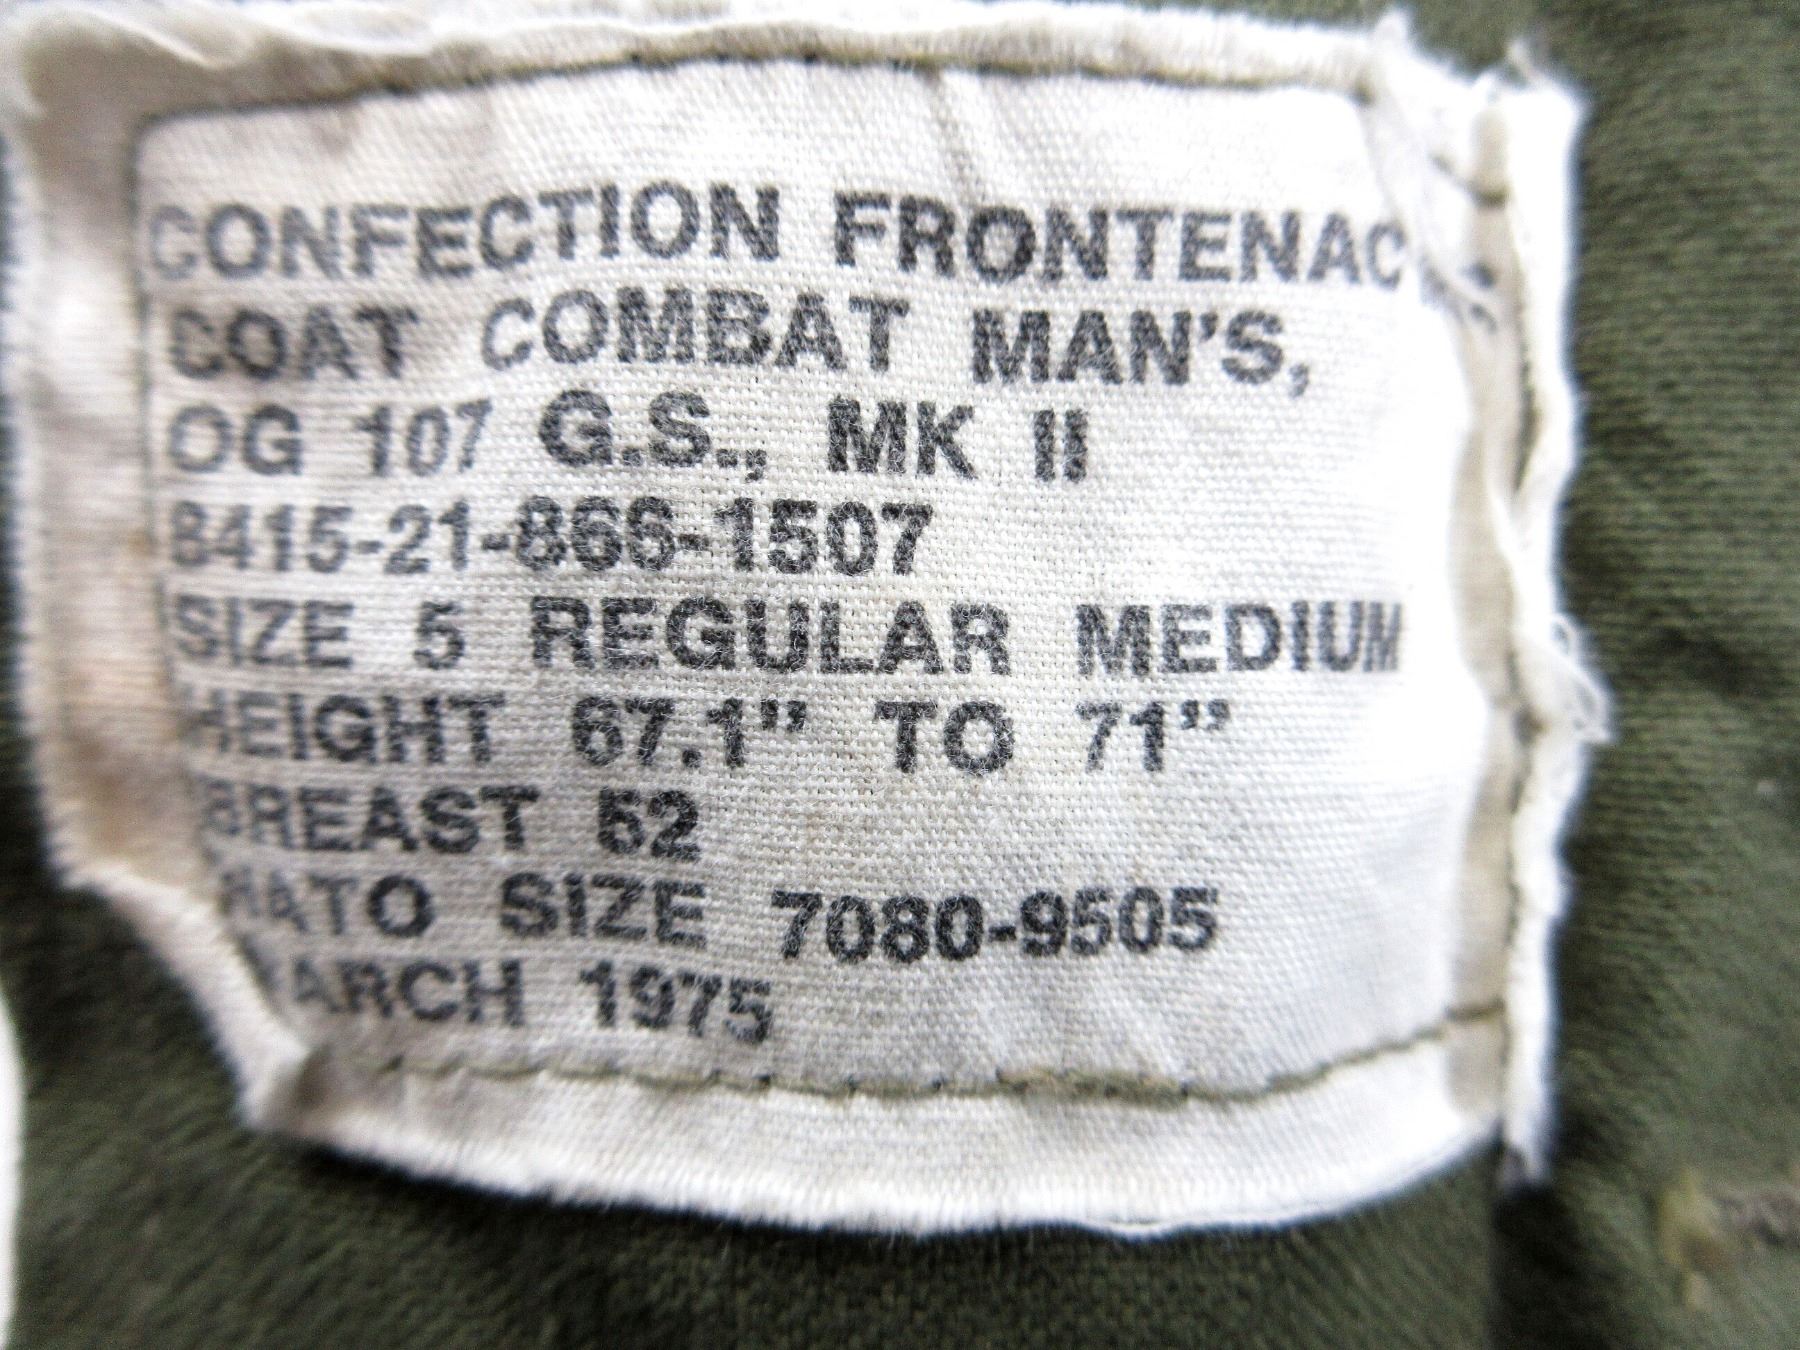 CONFECTION FRONTENAC
COAT COMBAT MAN'S,
OG 107 G.S., MK II
8415-21-866-1507
SIZE 5 REGULAR MEDIUM
HEIGHT 67.1" TO 71"
BREAST 52
NATO SIZE 7080-9505
MARCH 1975